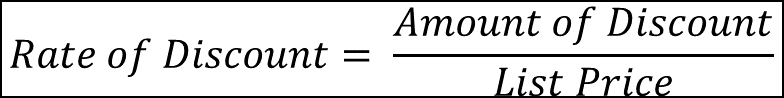 Rate of Discount = Amount of Discount / List Price